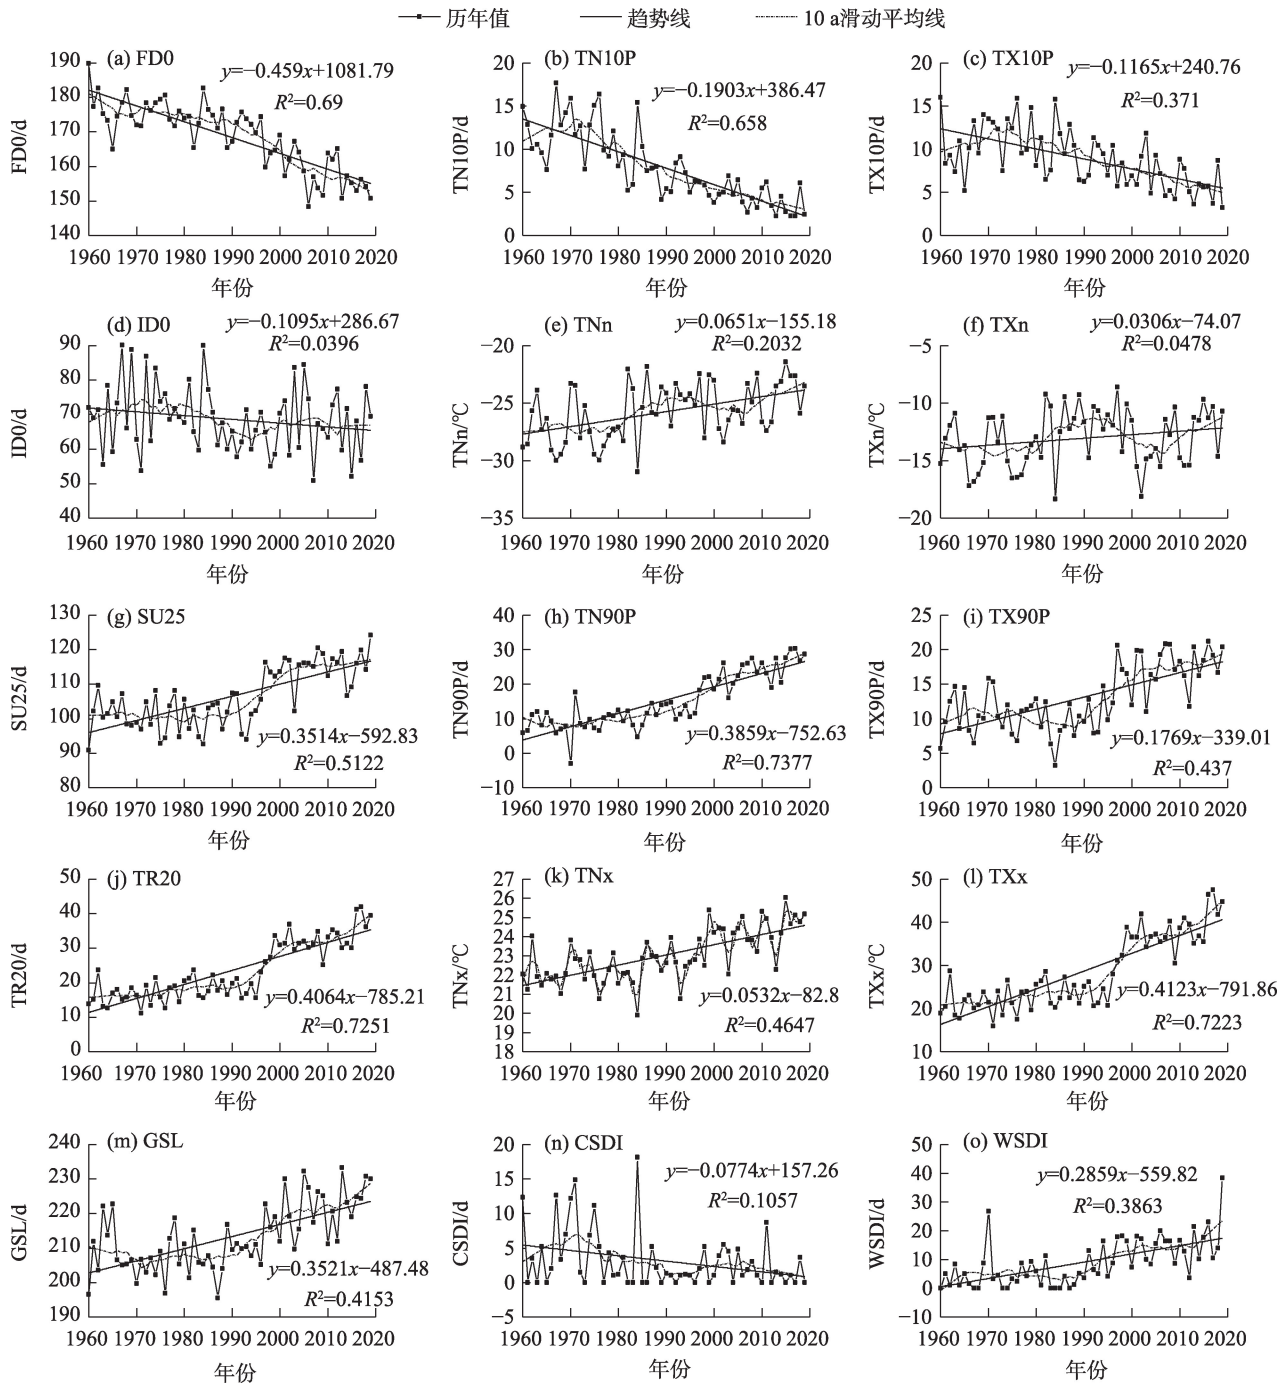 历年值 趋势线 10 a滑动平均线
(a) FD0 y=−0.459x+1081.79 R²=0.69
FD0/d
190 180 170 160 150 140
1960 1970 1980 1990 2000 2010 2020
年份
(b) TN10P y=−0.1903x+386.47 R²=0.658
TN10P/d
20 15 10 5 0
1960 1970 1980 1990 2000 2010 2020
年份
(c) TX10P y=−0.1165x+240.76 R²=0.371
TX10P/d
20 15 10 5 0
1960 1970 1980 1990 2000 2010 2020
年份
(d) ID0 y=−0.1095x+286.67 R²=0.0396
ID0/d
90 80 70 60 50 40
1960 1970 1980 1990 2000 2010 2020
年份
(e) TNn y=0.0651x−155.18 R²=0.2032
TNn/℃
−20 −25 −30 −35
1960 1970 1980 1990 2000 2010 2020
年份
(f) TXn y=0.0306x−74.07 R²=0.0478
TXn/℃
−5 −10 −15 −20
1960 1970 1980 1990 2000 2010 2020
年份
(g) SU25 y=0.3514x−592.83 R²=0.5122
SU25/d
130 120 110 100 90 80
1960 1970 1980 1990 2000 2010 2020
年份
(h) TN90P y=0.3859x−752.63 R²=0.7377
TN90P/d
40 30 20 10 0 −10
1960 1970 1980 1990 2000 2010 2020
年份
(i) TX90P y=0.1769x−339.01 R²=0.437
TX90P/d
25 20 15 10 5 0
1960 1970 1980 1990 2000 2010 2020
年份
(j) TR20 y=0.4064x−785.21 R²=0.7251
TR20/d
50 40 30 20 10 0
1960 1970 1980 1990 2000 2010 2020
年份
(k) TNx y=0.0532x−82.8 R²=0.4647
TNx/℃
27 26 25 24 23 22 21 20 19 18
1960 1970 1980 1990 2000 2010 2020
年份
(l) TXx y=0.4123x−791.86 R²=0.7223
TXx/℃
50 40 30 20 10
1960 1970 1980 1990 2000 2010 2020
年份
(m) GSL y=0.3521x−487.48 R²=0.4153
GSL/d
240 230 220 210 200 190
1960 1970 1980 1990 2000 2010 2020
年份
(n) CSDI y=−0.0774x+157.26 R²=0.1057
CSDI/d
20 15 10 5 0 −5
1960 1970 1980 1990 2000 2010 2020
年份
(o) WSDI y=0.2859x−559.82 R²=0.3863
WSDI/d
50 40 30 20 10 0 −10
1960 1970 1980 1990 2000 2010 2020
年份